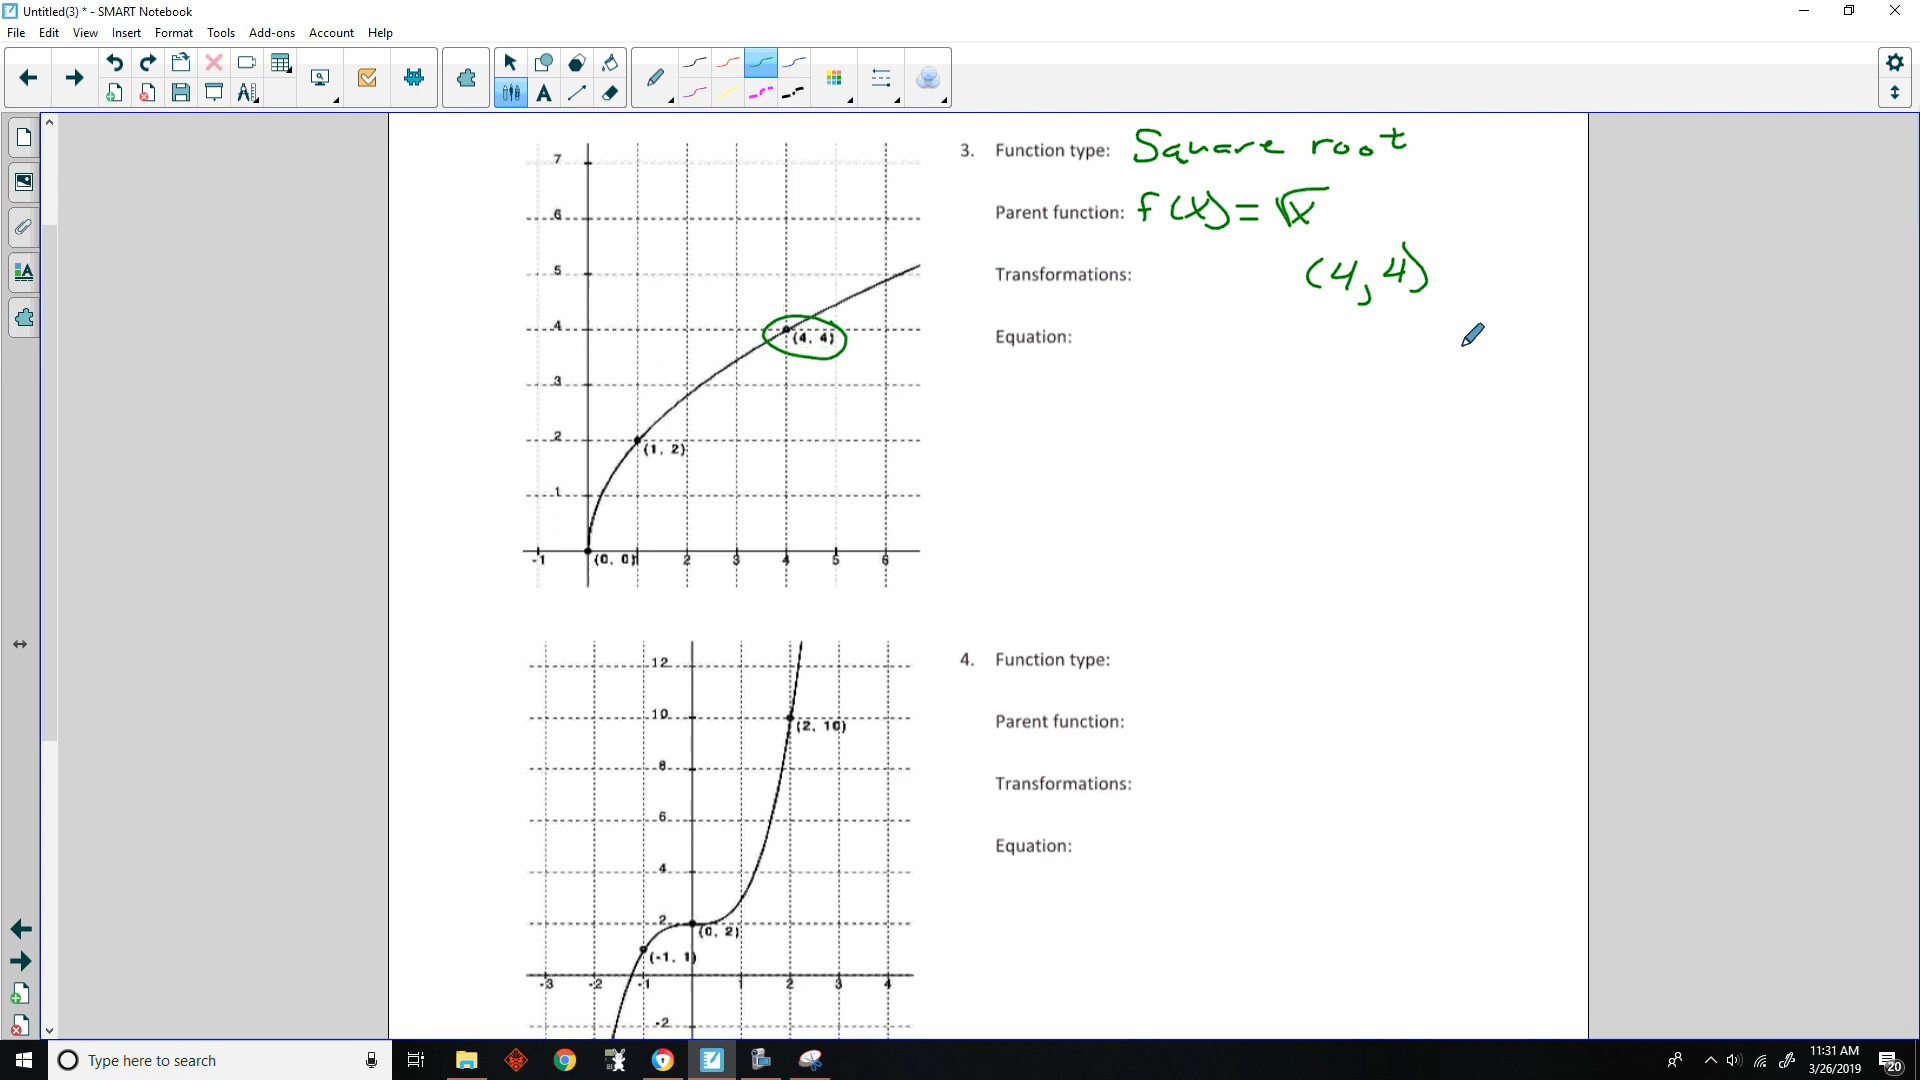 Untitled(3) * - SMART Notebook
File Edit View Insert Format Tools Add-ons Account Help
3. Function type: Square root
Parent function: f(x) = √x
Transformations: (4, 4)
Equation:
7
6
5
4
(4, 4)
3
2
(1, 2)
1
-1 (0, 0) 2 3 4 5 6
4. Function type:
Parent function:
Transformations:
Equation:
12
10
(2, 10)
8
6
4
2
(0, 2)
(-1, 1)
-3 -2 -1 2 3 4
-2
Type here to search
11:31 AM
3/26/2019
20